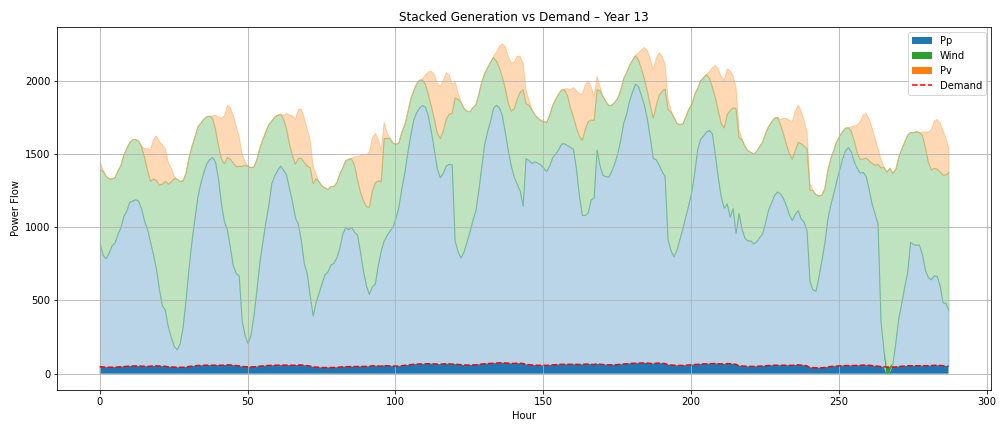 Stacked Generation vs Demand – Year 13
Pp
Wind
Pv
Demand
Power Flow
2000
1500
1000
500
0
0 50 100 150 200 250 300
Hour